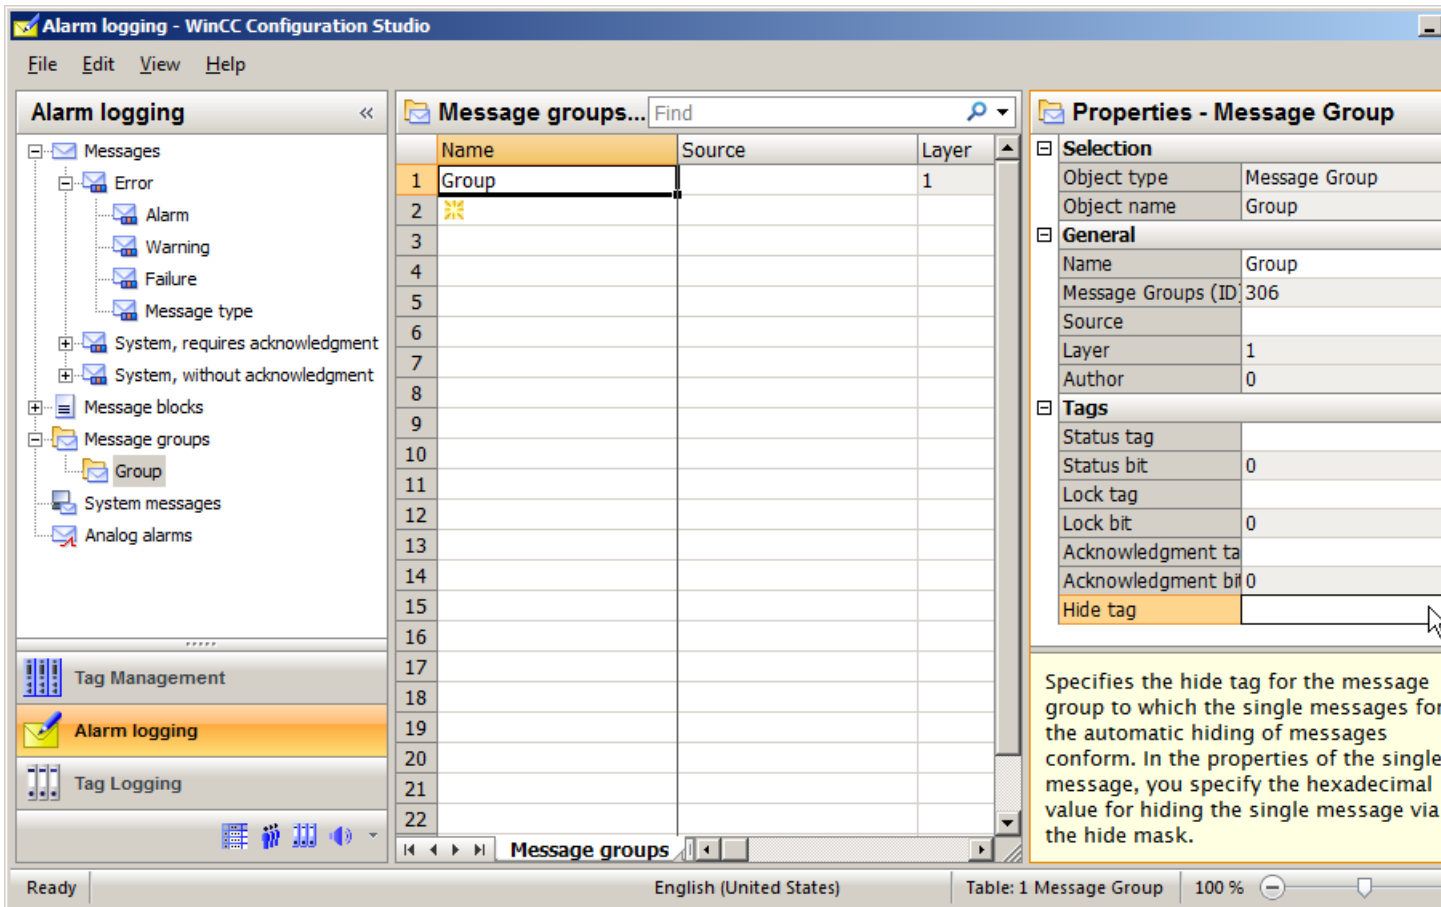 Alarm logging - WinCC Configuration Studio
File Edit View Help
Alarm logging «
Messages
Error
Alarm
Warning
Failure
Message type
System, requires acknowledgment
System, without acknowledgment
Message blocks
Message groups
Group
System messages
Analog alarms
Tag Management
Alarm logging
Tag Logging
Message groups... Find
Name Source Layer
1 Group 1
2
3
4
5
6
7
8
9
10
11
12
13
14
15
16
17
18
19
20
21
22
Message groups
Properties - Message Group
Selection
Object type Message Group
Object name Group
General
Name Group
Message Groups (ID) 306
Source
Layer 1
Author 0
Tags
Status tag
Status bit 0
Lock tag
Lock bit 0
Acknowledgment ta
Acknowledgment bit 0
Hide tag
Specifies the hide tag for the message
group to which the single messages for
the automatic hiding of messages
conform. In the properties of the single
message, you specify the hexadecimal
value for hiding the single message via
the hide mask.
Ready English (United States) Table: 1 Message Group 100 %